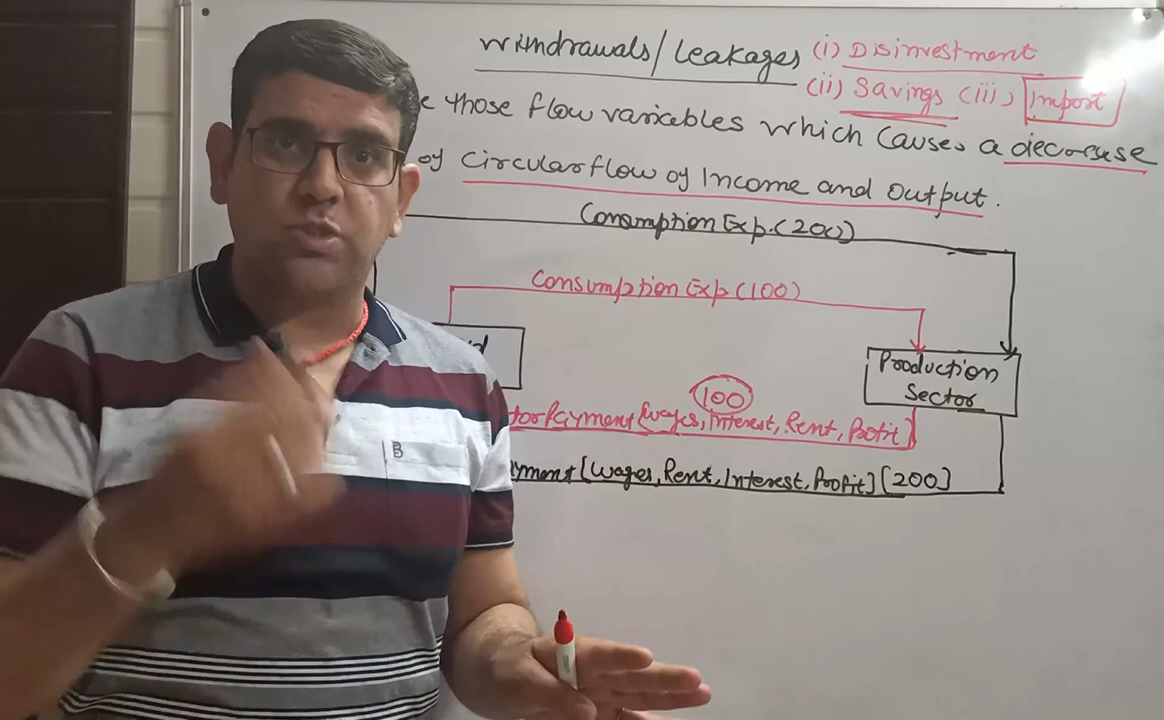 Withdrawals/Leakages (i) Disinvestment
(ii) Savings (iii) Import
those flow variables which causes a decrease
of circular flow of Income and Output.
Consumption Exp. (200)
Consumption Exp (100)
Production
Sector
100
tor Payment [Wages, Interest, Rent, Profit]
yment [Wages, Rent, Interest, Profit] [200]
B